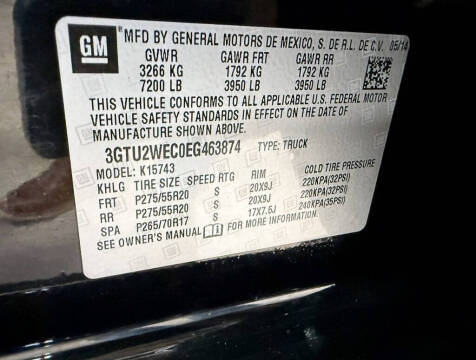 GM
MFD BY GENERAL MOTORS DE MEXICO, S. DE R.L. DE C.V. 05/14
GVWR GAWR FRT GAWR RR
3266 KG 1792 KG 1792 KG
7200 LB 3950 LB 3950 LB
THIS VEHICLE CONFORMS TO ALL APPLICABLE U.S. FEDERAL MOTOR
VEHICLE SAFETY STANDARDS IN EFFECT ON THE DATE OF
MANUFACTURE SHOWN ABOVE.
3GTU2WEC0EG463874 TYPE: TRUCK
MODEL: K15743
KHLG TIRE SIZE SPEED RTG RIM COLD TIRE PRESSURE
FRT P275/55R20 S 20X9J 220KPA(32PSI)
RR P275/55R20 S 20X9J 220KPA(32PSI)
SPA P265/70R17 S 17X7.5J 240KPA(35PSI)
SEE OWNER'S MANUAL FOR MORE INFORMATION.